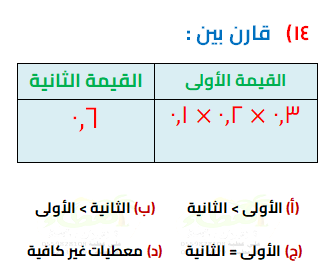 ١٤) قارن بين :
القيمة الأولى القيمة الثانية
٠,٣ × ٠,٢ × ٠,١ ٠,٦
(أ) الأولى > الثانية (ب) الثانية > الأولى
(ج) الأولى = الثانية (د) معطيات غير كافية